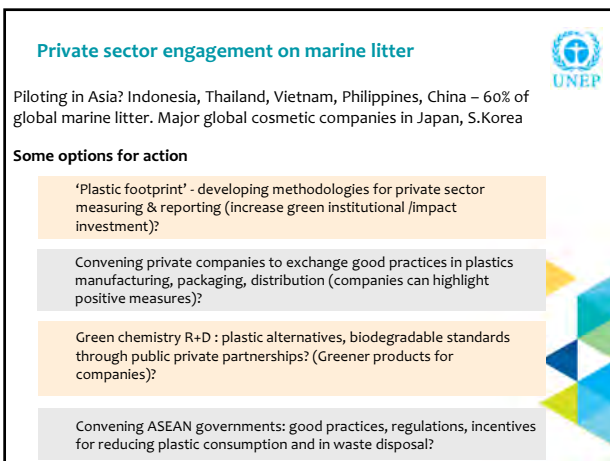 Private sector engagement on marine litter
UNEP
Piloting in Asia? Indonesia, Thailand, Vietnam, Philippines, China – 60% of
global marine litter. Major global cosmetic companies in Japan, S.Korea
Some options for action
‘Plastic footprint’ - developing methodologies for private sector
measuring & reporting (increase green institutional /impact
investment)?
Convening private companies to exchange good practices in plastics
manufacturing, packaging, distribution (companies can highlight
positive measures)?
Green chemistry R+D : plastic alternatives, biodegradable standards
through public private partnerships? (Greener products for
companies)?
Convening ASEAN governments: good practices, regulations, incentives
for reducing plastic consumption and in waste disposal?